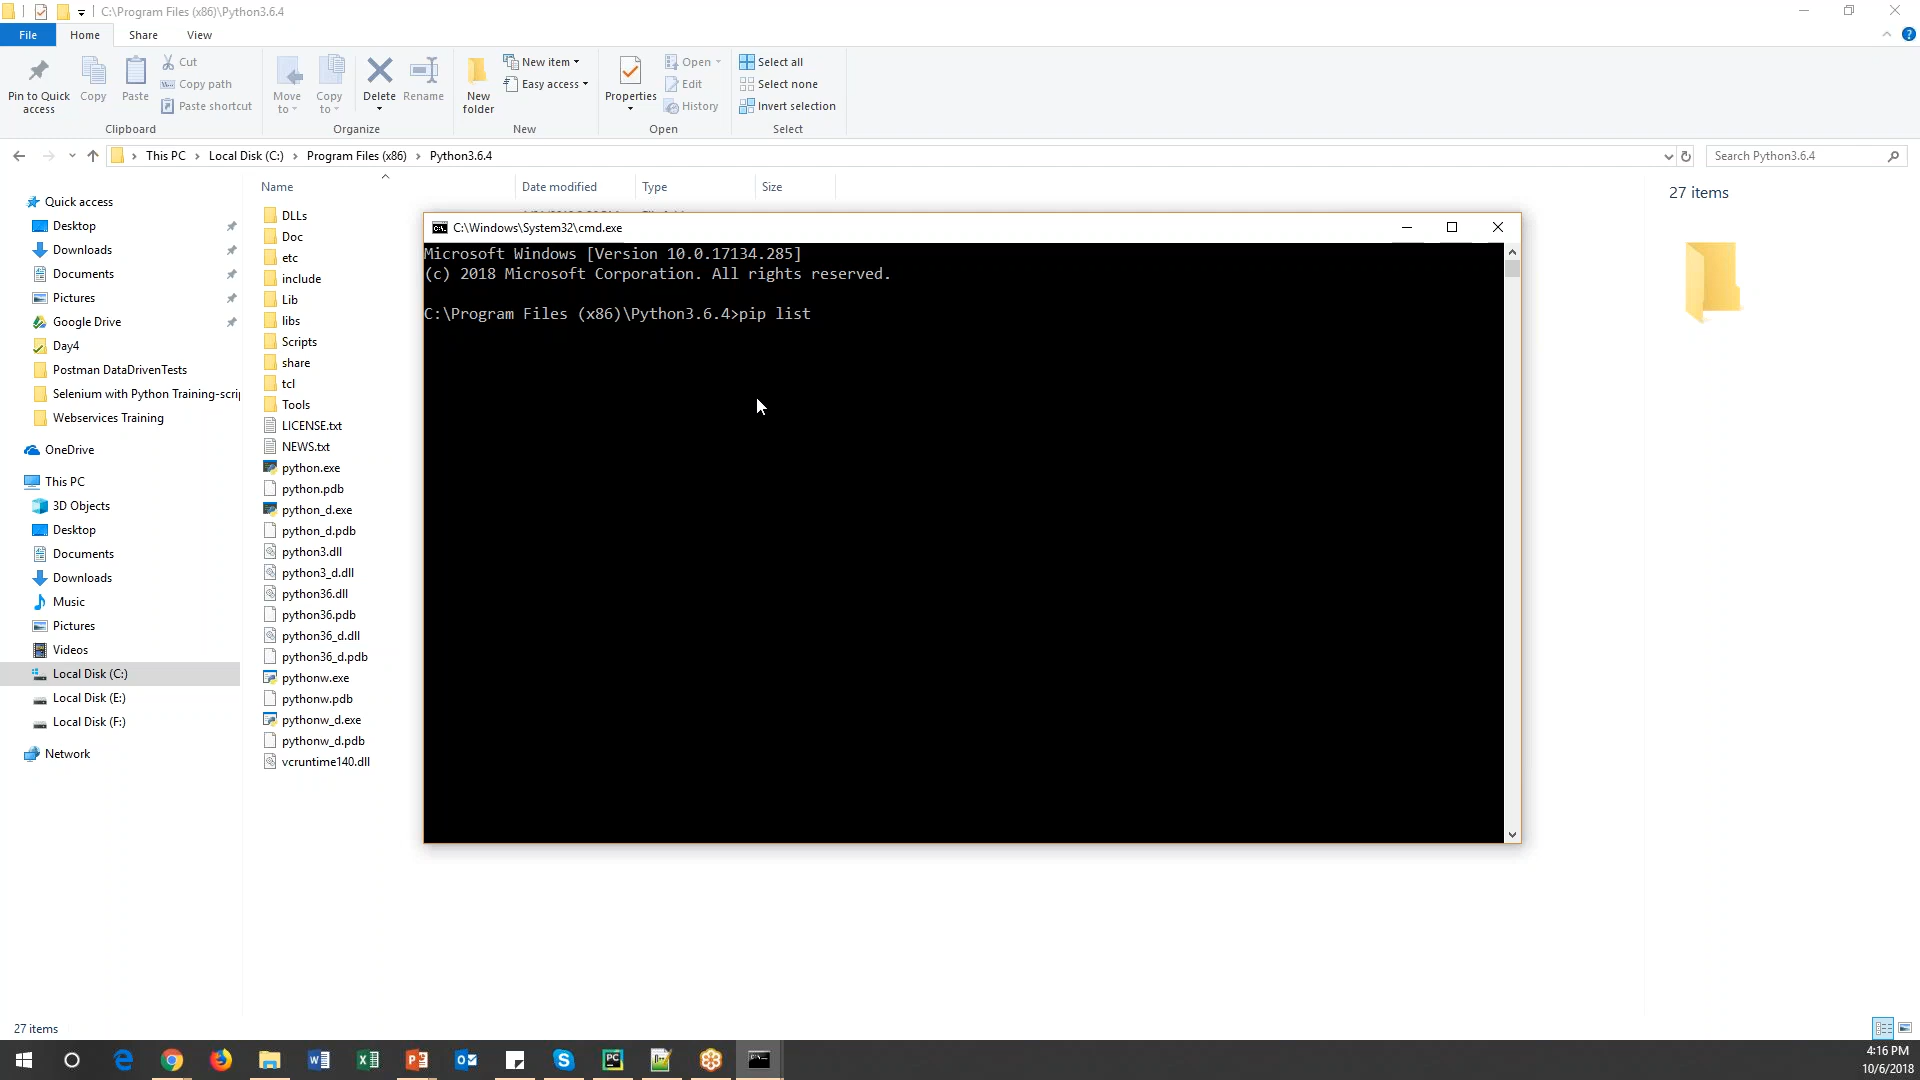 C:\Program Files (x86)\Python3.6.4
File Home Share View
Pin to Quick access
Copy
Paste
Cut
Copy path
Paste shortcut
Clipboard
Move to
Copy to
Delete
Rename
Organize
New folder
New item
Easy access
New
Properties
Open
Edit
History
Open
Select all
Select none
Invert selection
Select
This PC > Local Disk (C:) > Program Files (x86) > Python3.6.4
Search Python3.6.4
Quick access
Desktop
Downloads
Documents
Pictures
Google Drive
Day4
Postman DataDrivenTests
Selenium with Python Training-scrip
Webservices Training
OneDrive
This PC
3D Objects
Desktop
Documents
Downloads
Music
Pictures
Videos
Local Disk (C:)
Local Disk (E:)
Local Disk (F:)
Network
Name Date modified Type Size
DLLs
Doc
etc
include
Lib
libs
Scripts
share
tcl
Tools
LICENSE.txt
NEWS.txt
python.exe
python.pdb
python_d.exe
python_d.pdb
python3.dll
python3_d.dll
python36.dll
python36.pdb
python36_d.dll
python36_d.pdb
pythonw.exe
pythonw.pdb
pythonw_d.exe
pythonw_d.pdb
vcruntime140.dll
C:\Windows\System32\cmd.exe
Microsoft Windows [Version 10.0.17134.285]
(c) 2018 Microsoft Corporation. All rights reserved.
C:\Program Files (x86)\Python3.6.4>pip list
27 items
27 items
4:16 PM
10/6/2018